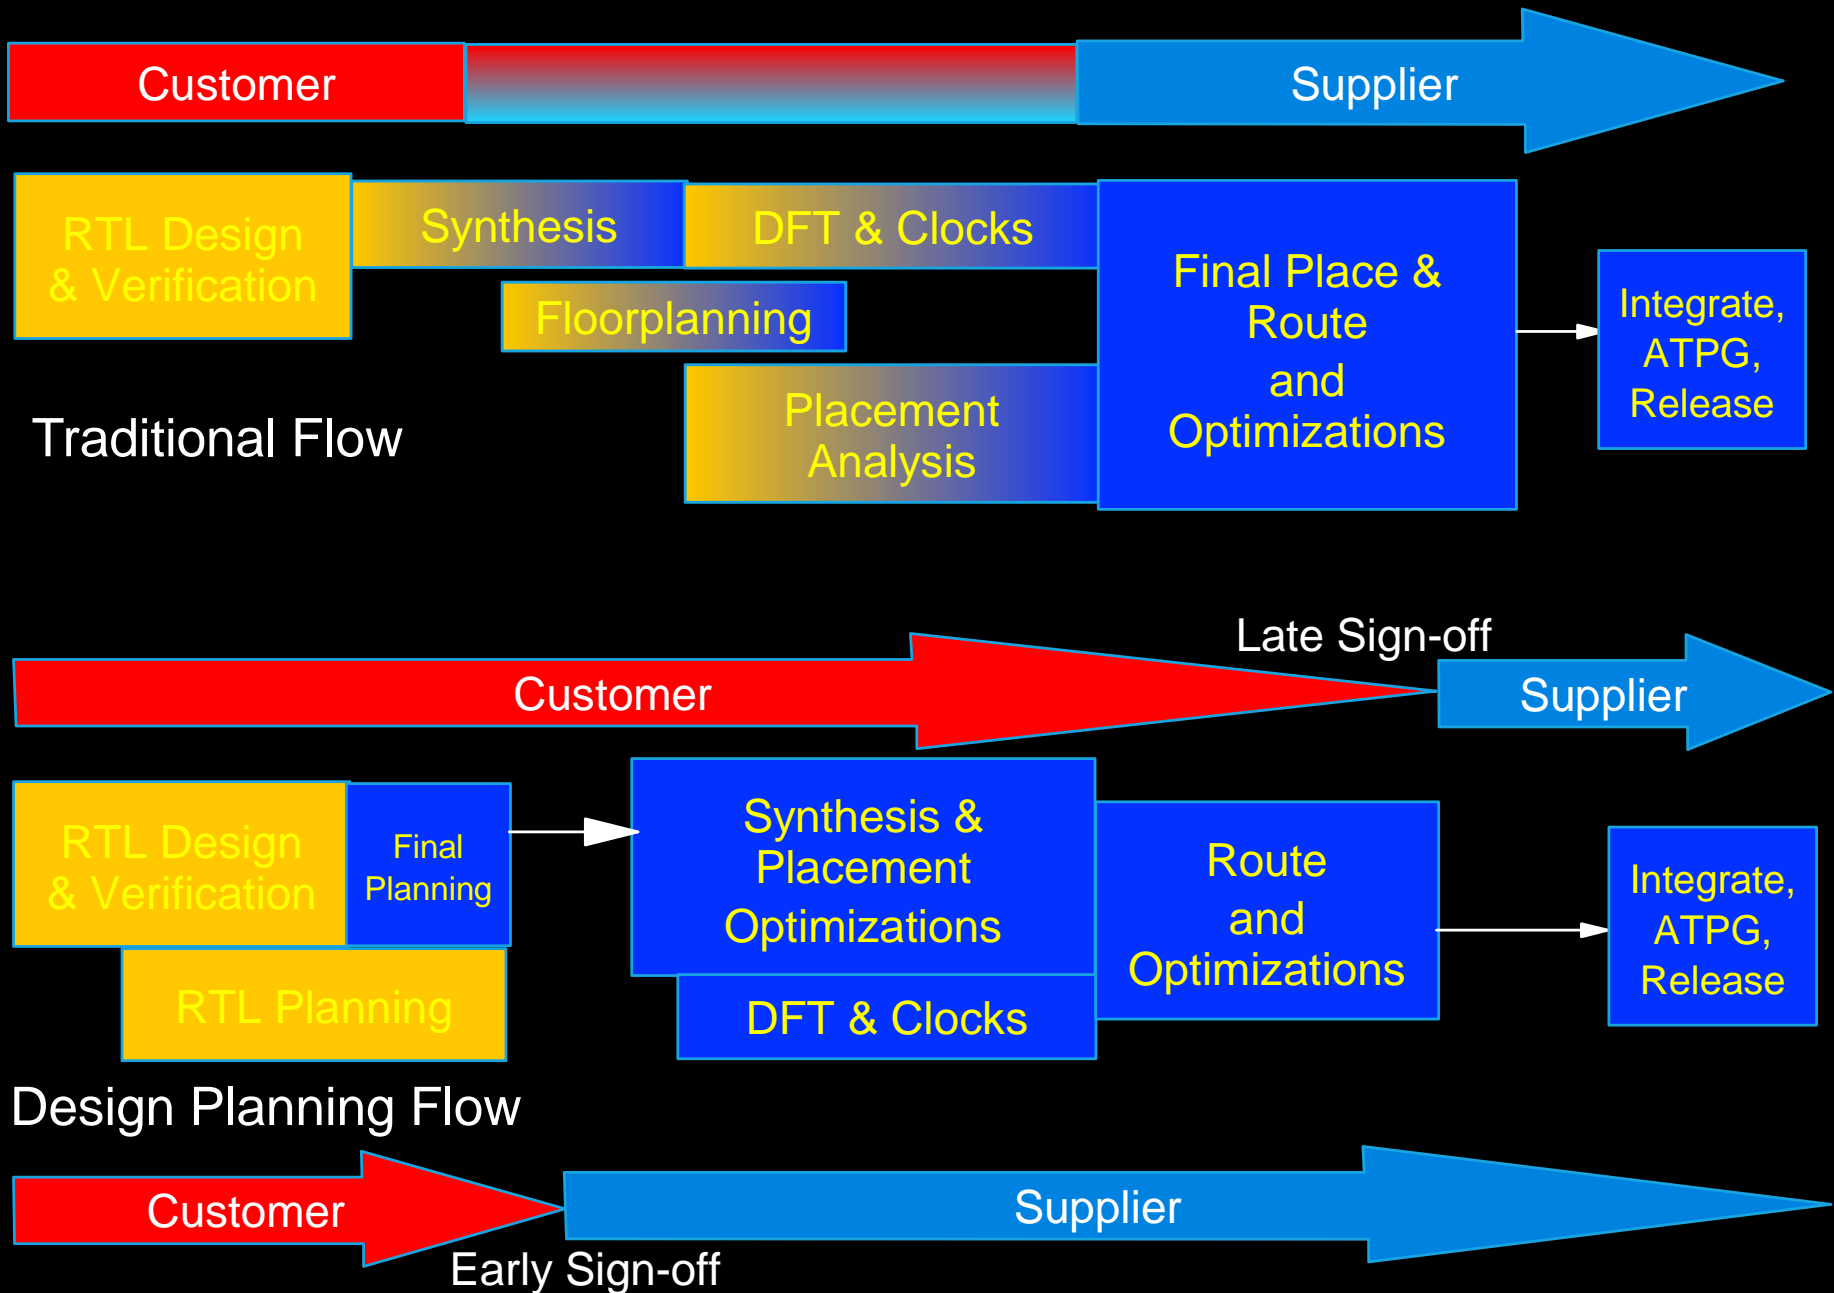 Customer
Supplier
RTL Design
& Verification
Synthesis
DFT & Clocks
Floorplanning
Placement
Analysis
Final Place &
Route
and
Optimizations
Integrate,
ATPG,
Release
Traditional Flow
Late Sign-off
Customer
Supplier
RTL Design
& Verification
Final
Planning
RTL Planning
Synthesis &
Placement
Optimizations
DFT & Clocks
Route
and
Optimizations
Integrate,
ATPG,
Release
Design Planning Flow
Customer
Supplier
Early Sign-off